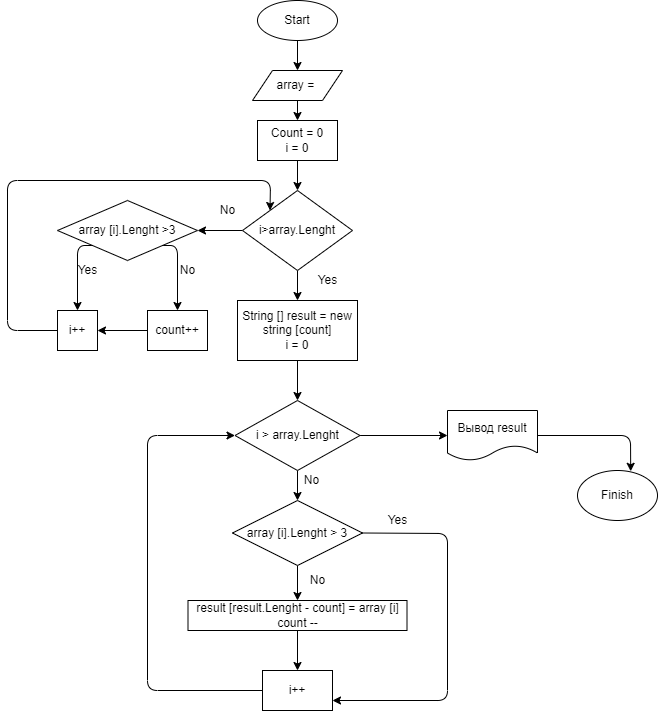 Start
array =
Count = 0
i = 0
No
i>array.Lenght
array [i].Lenght >3
Yes
No
Yes
i++
count++
String [] result = new
string [count]
i = 0
i > array.Lenght
Вывод result
No
Finish
array [i].Lenght > 3
Yes
No
result [result.Lenght - count] = array [i]
count --
i++